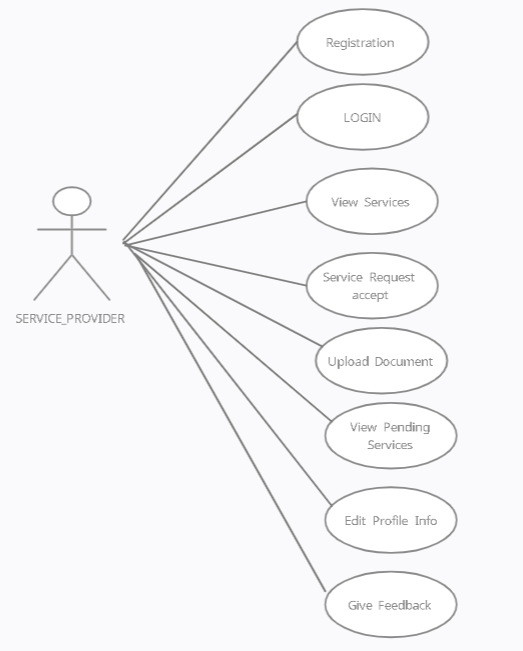 Registration
LOGIN
View Services
Service Request
accept
SERVICE_PROVIDER
Upload Document
View Pending
Services
Edit Profile Info
Give Feedback